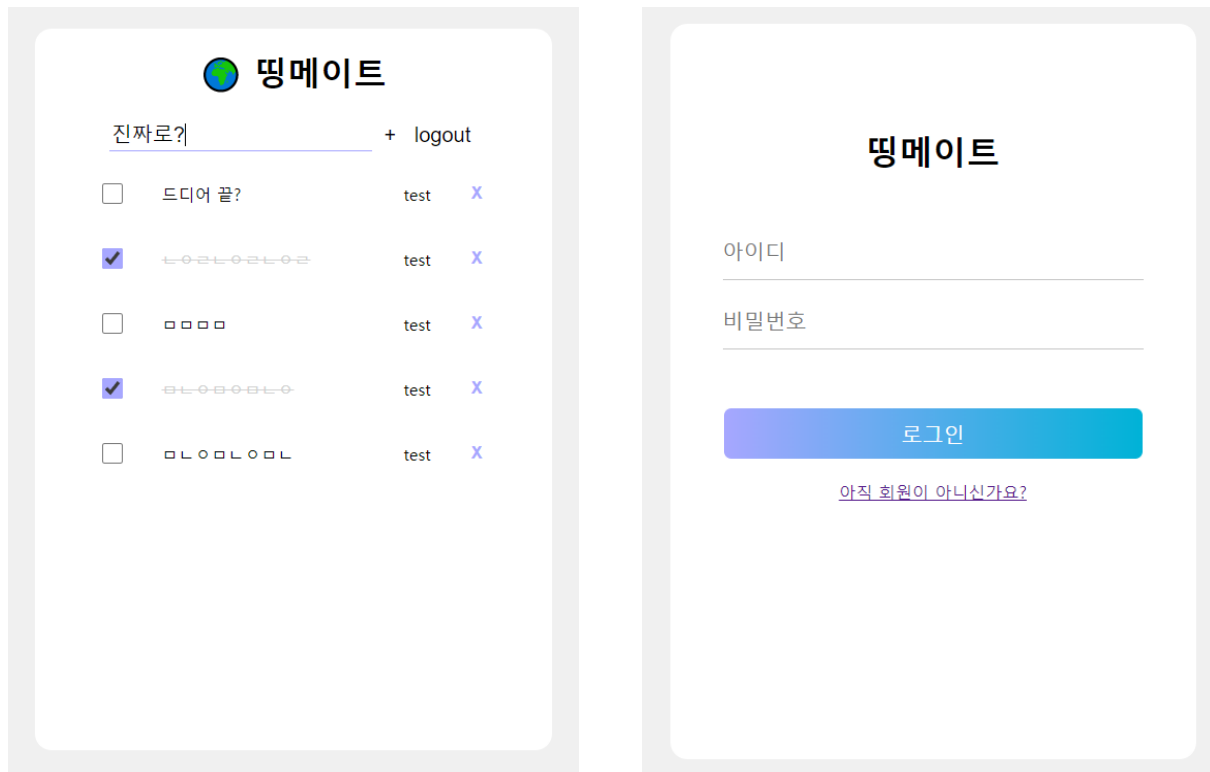 띵메이트
진짜로? + logout
드디어 끝? test X
ㄴㅇㄹㄴㅇㄹㄴㅇㄹ test X
ㅁㅁㅁㅁ test X
ㅁㄴㅇㅁㅇㅁㄴㅇ test X
ㅁㄴㅇㅁㄴㅇㅁㄴ test X
띵메이트
아이디
비밀번호
로그인
아직 회원이 아니신가요?